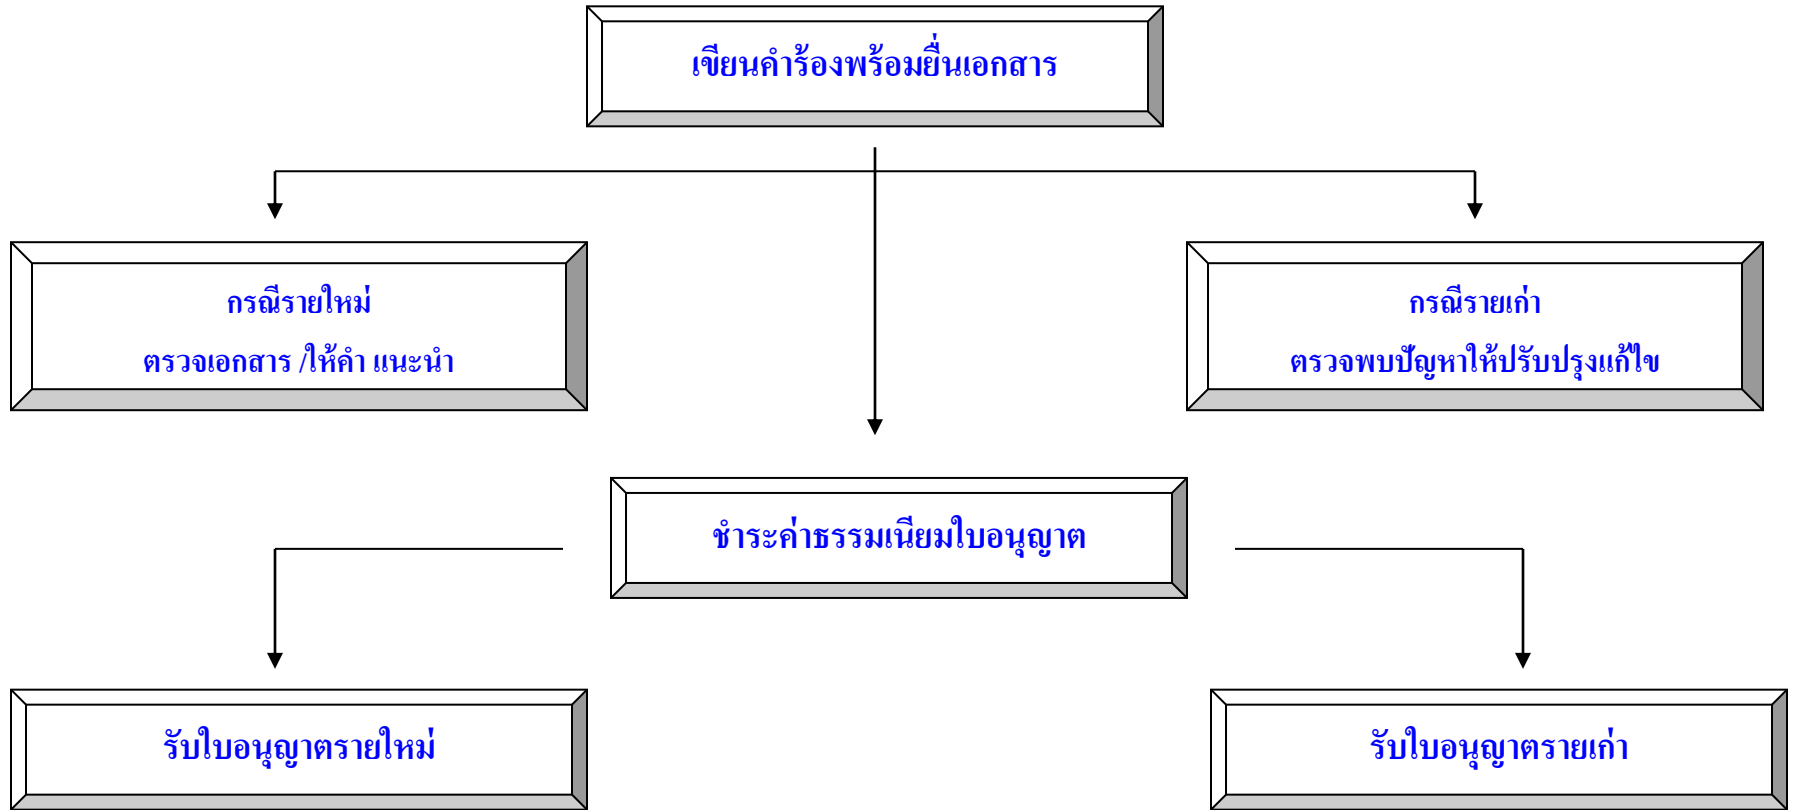 เขียนคำร้องพร้อมยื่นเอกสาร
กรณีรายใหม่
ตรวจเอกสาร /ให้คำ แนะนำ
กรณีรายเก่า
ตรวจพบปัญหาให้ปรับปรุงแก้ไข
ชำระค่าธรรมเนียมใบอนุญาต
รับใบอนุญาตรายใหม่
รับใบอนุญาตรายเก่า